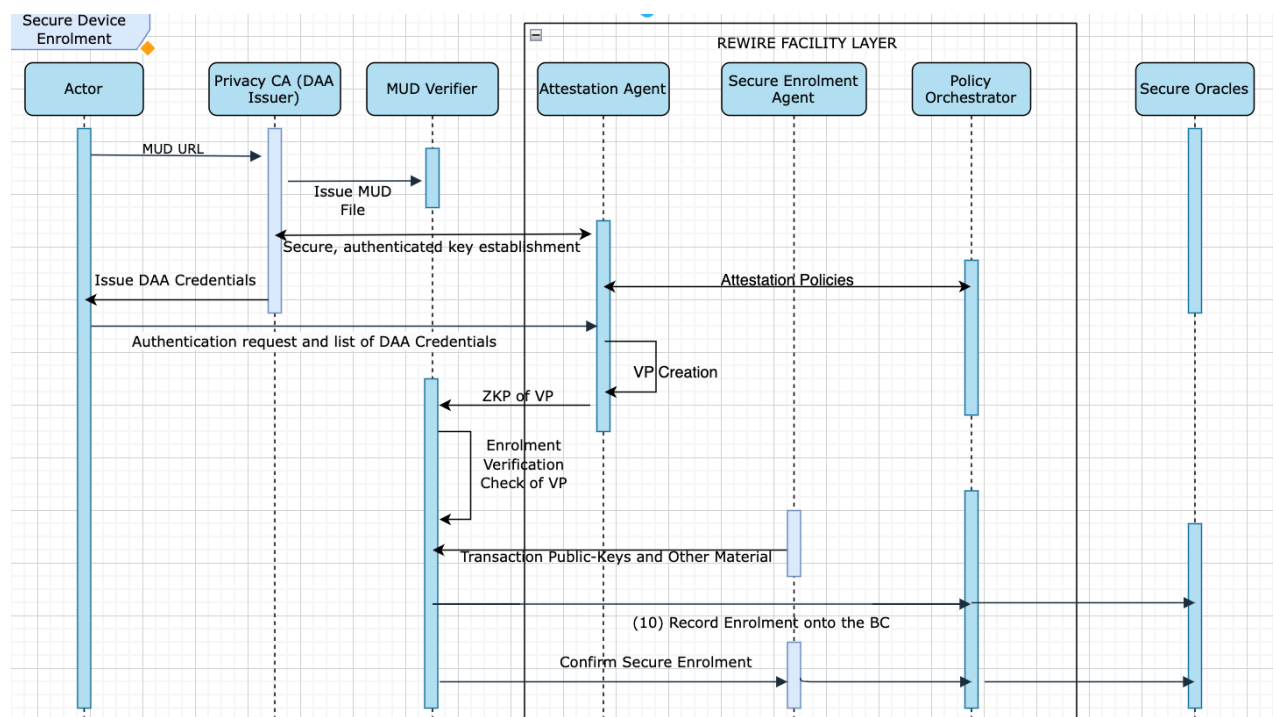 Secure Device
Enrolment
REWIRE FACILITY LAYER
Actor
Privacy CA (DAA
Issuer)
MUD Verifier
Attestation Agent
Secure Enrolment
Agent
Policy
Orchestrator
Secure Oracles
MUD URL
Issue MUD
File
Secure, authenticated key establishment
Issue DAA Credentials
Attestation Policies
Authentication request and list of DAA Credentials
VP Creation
ZKP of VP
Enrolment
Verification
Check of VP
Transaction Public-Keys and Other Material
(10) Record Enrolment onto the BC
Confirm Secure Enrolment